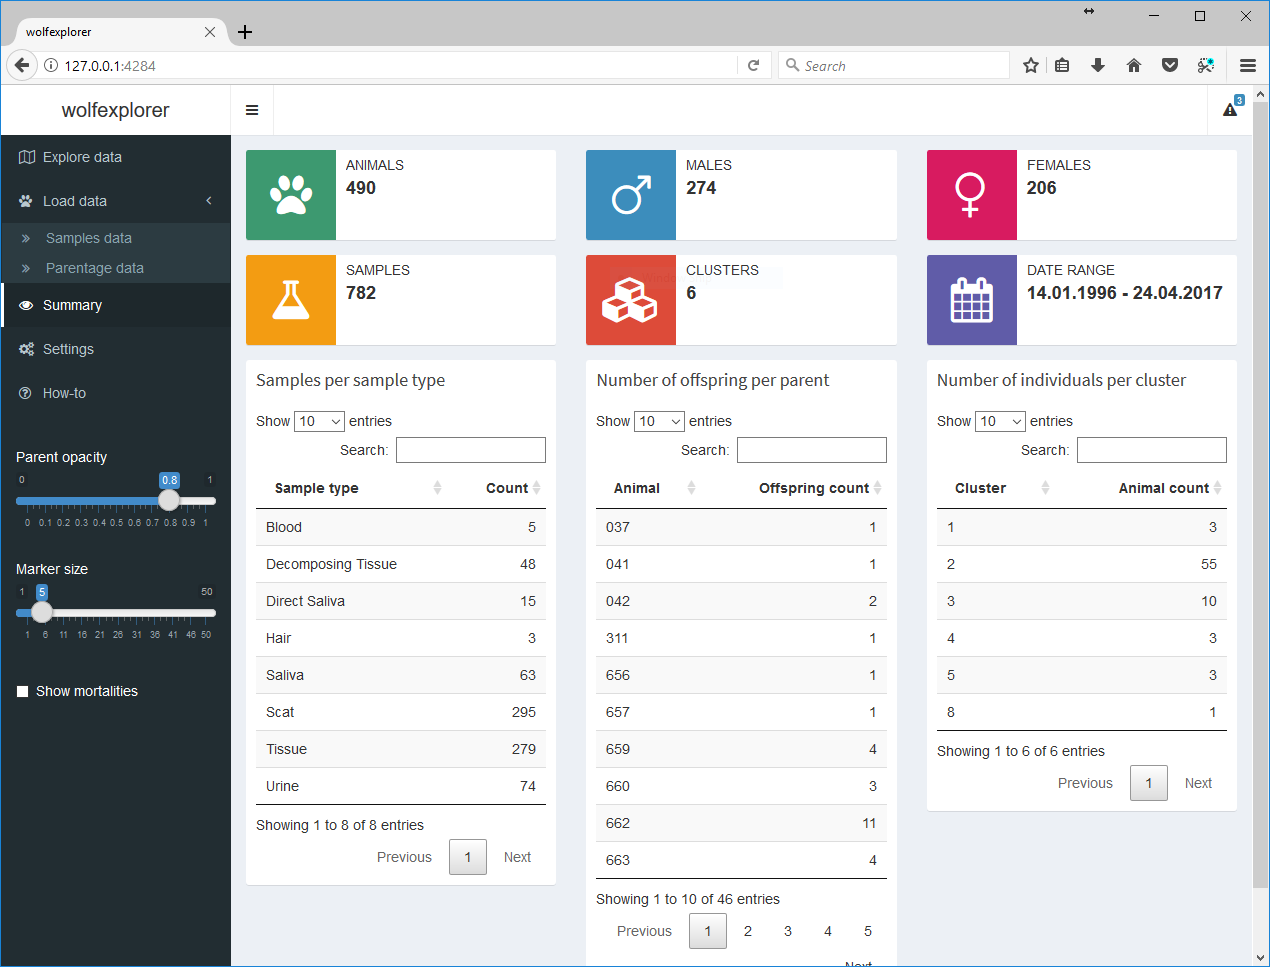 wolfexplorer
127.0.0.1:4284
Search
wolfexplorer
3
Explore data
Load data
Samples data
Parentage data
Summary
Settings
How-to
Parent opacity
0 0.8 1
0 0.1 0.2 0.3 0.4 0.5 0.6 0.7 0.8 0.9 1
Marker size
1 5 50
1 6 11 16 21 26 31 36 41 46 50
Show mortalities
ANIMALS
490
MALES
274
FEMALES
206
SAMPLES
782
CLUSTERS
6
DATE RANGE
14.01.1996 - 24.04.2017
Samples per sample type
Show 10 entries
Search:
Sample type Count
Blood 5
Decomposing Tissue 48
Direct Saliva 15
Hair 3
Saliva 63
Scat 295
Tissue 279
Urine 74
Showing 1 to 8 of 8 entries
Previous 1 Next
Number of offspring per parent
Show 10 entries
Search:
Animal Offspring count
037 1
041 1
042 2
311 1
656 1
657 1
659 4
660 3
662 11
663 4
Showing 1 to 10 of 46 entries
Previous 1 2 3 4 5
Next
Number of individuals per cluster
Show 10 entries
Search:
Cluster Animal count
1 3
2 55
3 10
4 3
5 3
8 1
Showing 1 to 6 of 6 entries
Previous 1 Next